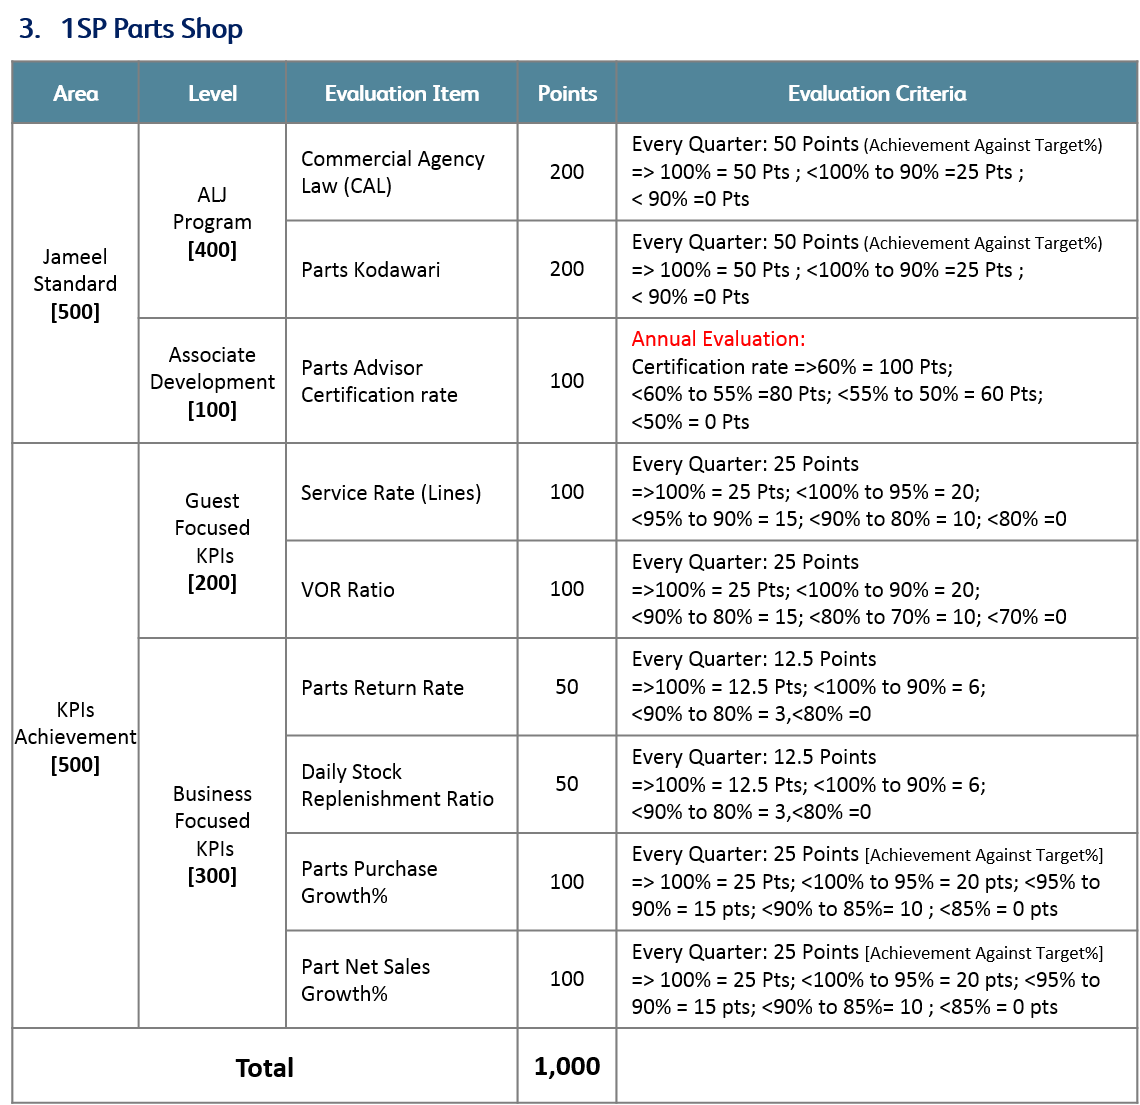 3. 1SP Parts Shop
Area Level Evaluation Item Points Evaluation Criteria
Jameel
Standard
[500]
ALJ
Program
[400]
Commercial Agency
Law (CAL)
200
Every Quarter: 50 Points (Achievement Against Target%)
=> 100% = 50 Pts ; <100% to 90% =25 Pts ;
< 90% =0 Pts
Parts Kodawari
200
Every Quarter: 50 Points (Achievement Against Target%)
=> 100% = 50 Pts ; <100% to 90% =25 Pts ;
< 90% =0 Pts
Associate
Development
[100]
Parts Advisor
Certification rate
100
Annual Evaluation:
Certification rate =>60% = 100 Pts;
<60% to 55% =80 Pts; <55% to 50% = 60 Pts;
<50% = 0 Pts
KPIs
Achievement
[500]
Guest
Focused
KPIs
[200]
Service Rate (Lines)
100
Every Quarter: 25 Points
=>100% = 25 Pts; <100% to 95% = 20;
<95% to 90% = 15; <90% to 80% = 10; <80% =0
VOR Ratio
100
Every Quarter: 25 Points
=>100% = 25 Pts; <100% to 90% = 20;
<90% to 80% = 15; <80% to 70% = 10; <70% =0
Business
Focused
KPIs
[300]
Parts Return Rate
50
Every Quarter: 12.5 Points
=>100% = 12.5 Pts; <100% to 90% = 6;
<90% to 80% = 3,<80% =0
Daily Stock
Replenishment Ratio
50
Every Quarter: 12.5 Points
=>100% = 12.5 Pts; <100% to 90% = 6;
<90% to 80% = 3,<80% =0
Parts Purchase
Growth%
100
Every Quarter: 25 Points [Achievement Against Target%]
=> 100% = 25 Pts; <100% to 95% = 20 pts; <95% to
90% = 15 pts; <90% to 85%= 10 ; <85% = 0 pts
Part Net Sales
Growth%
100
Every Quarter: 25 Points [Achievement Against Target%]
=> 100% = 25 Pts; <100% to 95% = 20 pts; <95% to
90% = 15 pts; <90% to 85%= 10 ; <85% = 0 pts
Total 1,000